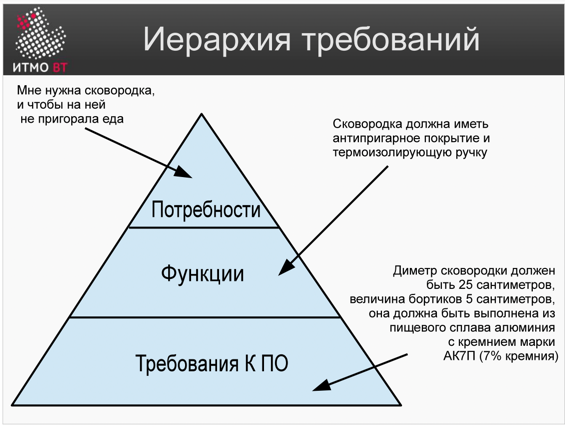 ИТМО ВТ
Иерархия требований
Мне нужна сковородка,
и чтобы на ней
не пригорала еда
Сковородка должна иметь
антипригарное покрытие и
термоизолирующую ручку
Потребности
Функции
Диметр сковородки должен
быть 25 сантиметров,
величина бортиков 5 сантиметров,
она должна быть выполнена из
пищевого сплава алюминия
с кремнием марки
АК7П (7% кремния)
Требования К ПО